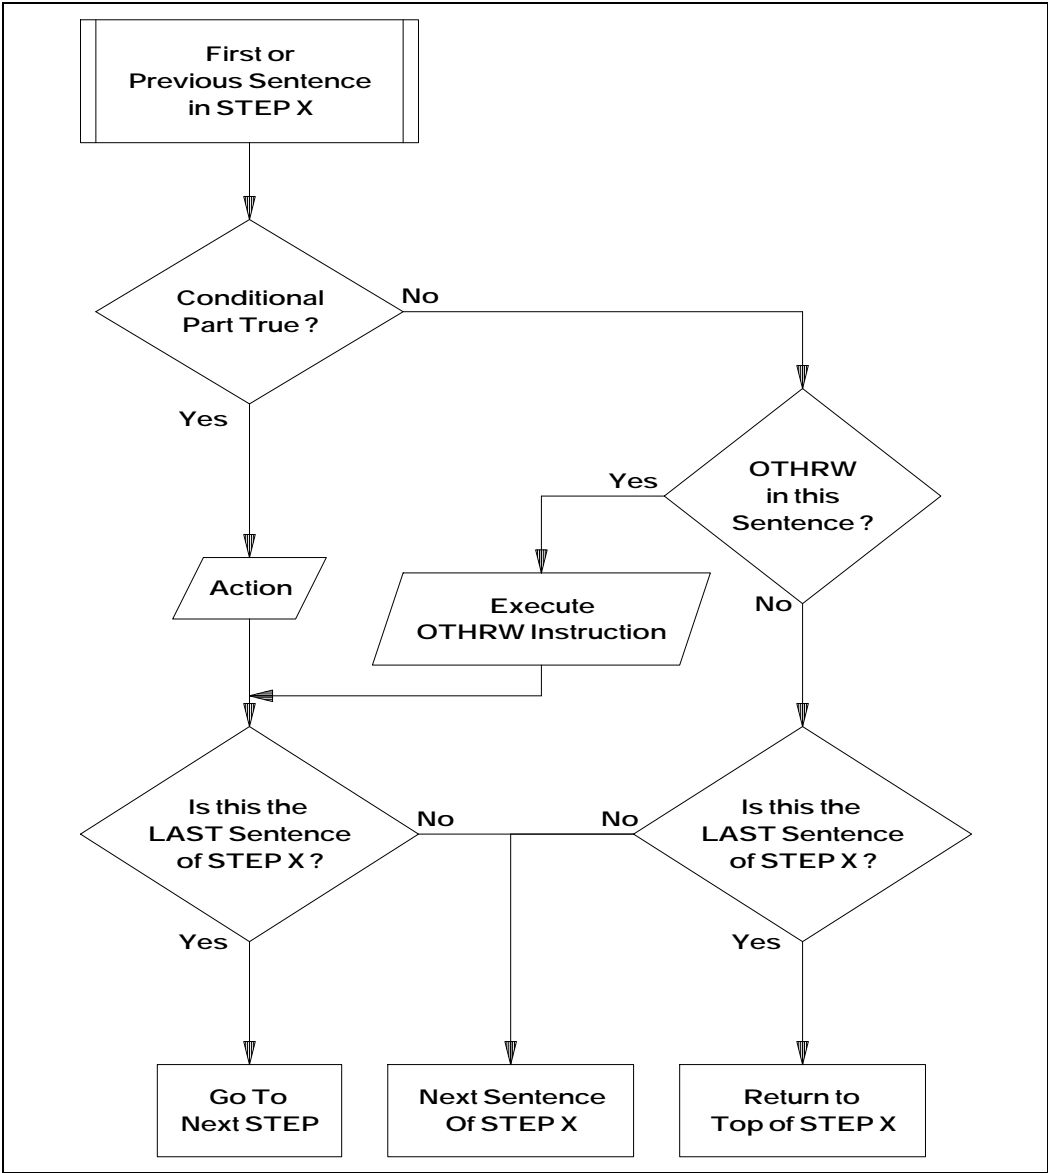 First or
Previous Sentence
in STEP X
Conditional
Part True ?
No
Yes
OTHRW
in this
Sentence ?
Yes
No
Action
Execute
OTHRW Instruction
Is this the
LAST Sentence
of STEP X ?
No
No
Is this the
LAST Sentence
of STEP X ?
Yes
Yes
Go To
Next STEP
Next Sentence
Of STEP X
Return to
Top of STEP X